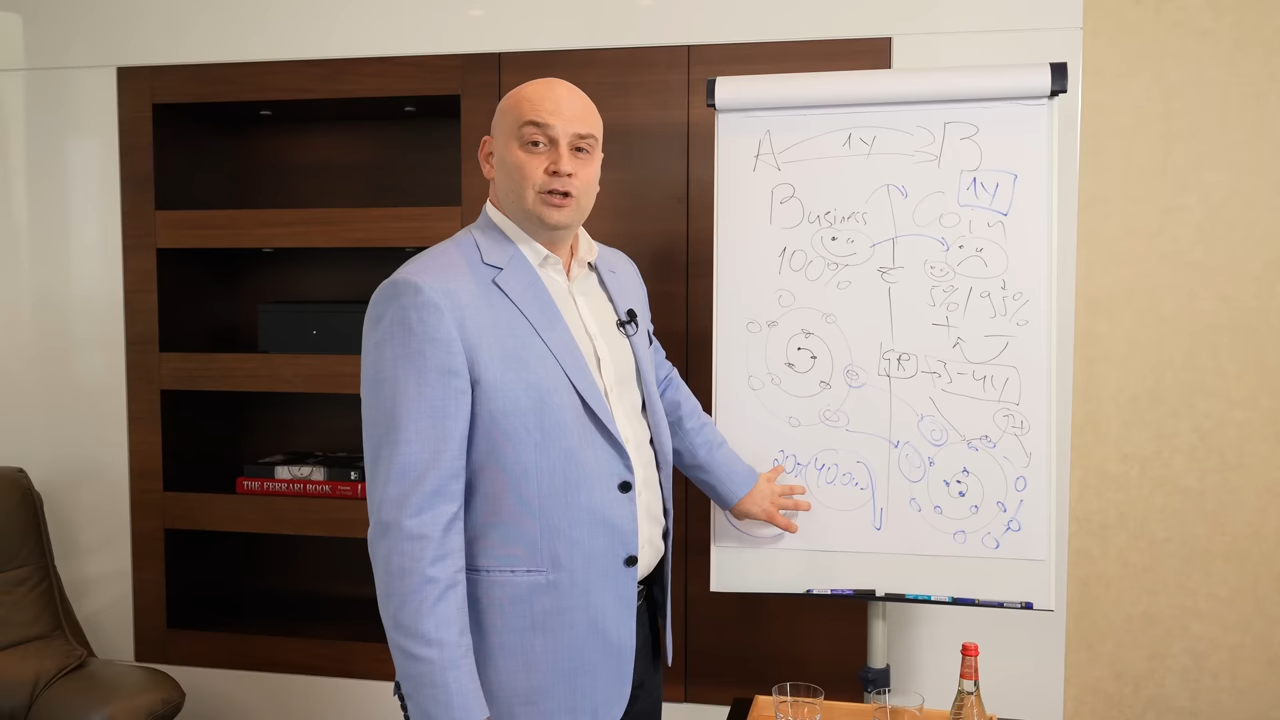 A 1Y B
1Y
Business Coin
100%
5% / 95%
+ -
3-4Y
THE FERRARI BOOK